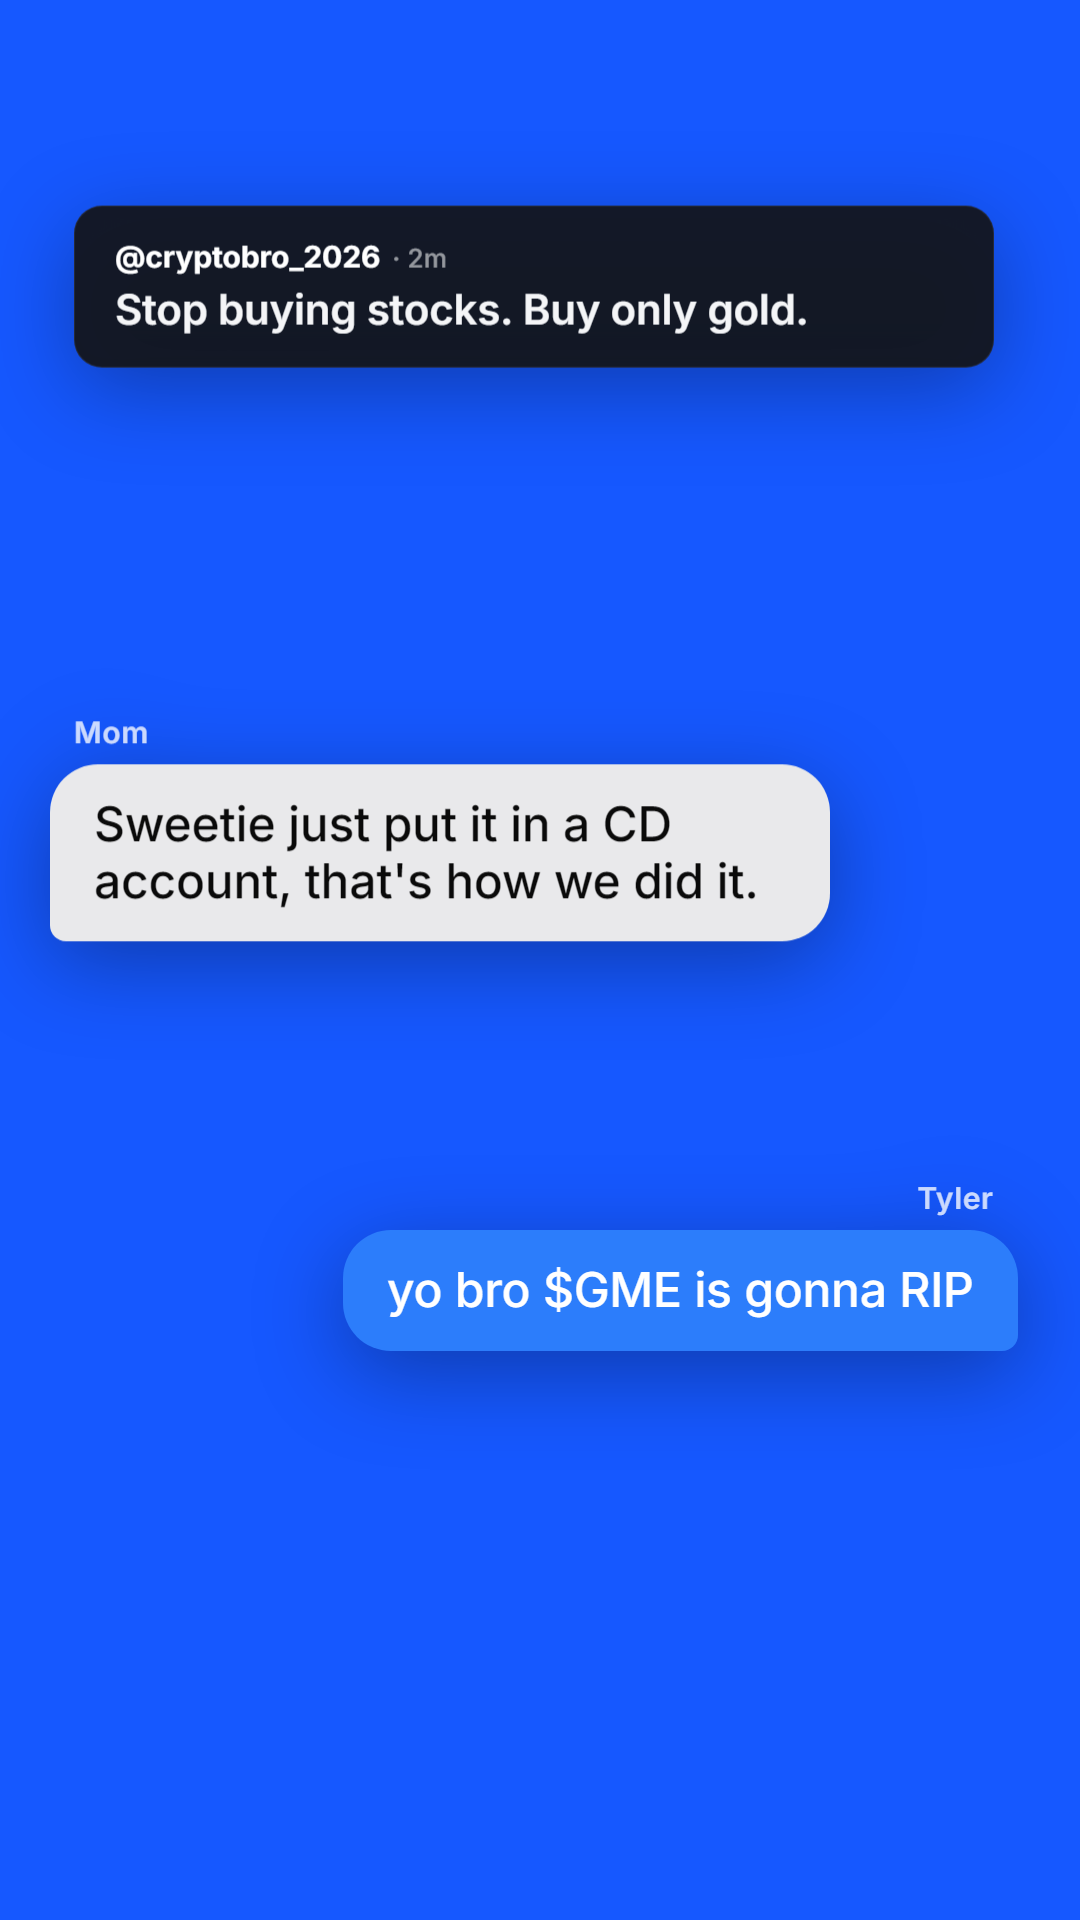 @cryptobro_2026 · 2m
Stop buying stocks. Buy only gold.
Mom
Sweetie just put it in a CD
account, that's how we did it.
Tyler
yo bro $GME is gonna RIP